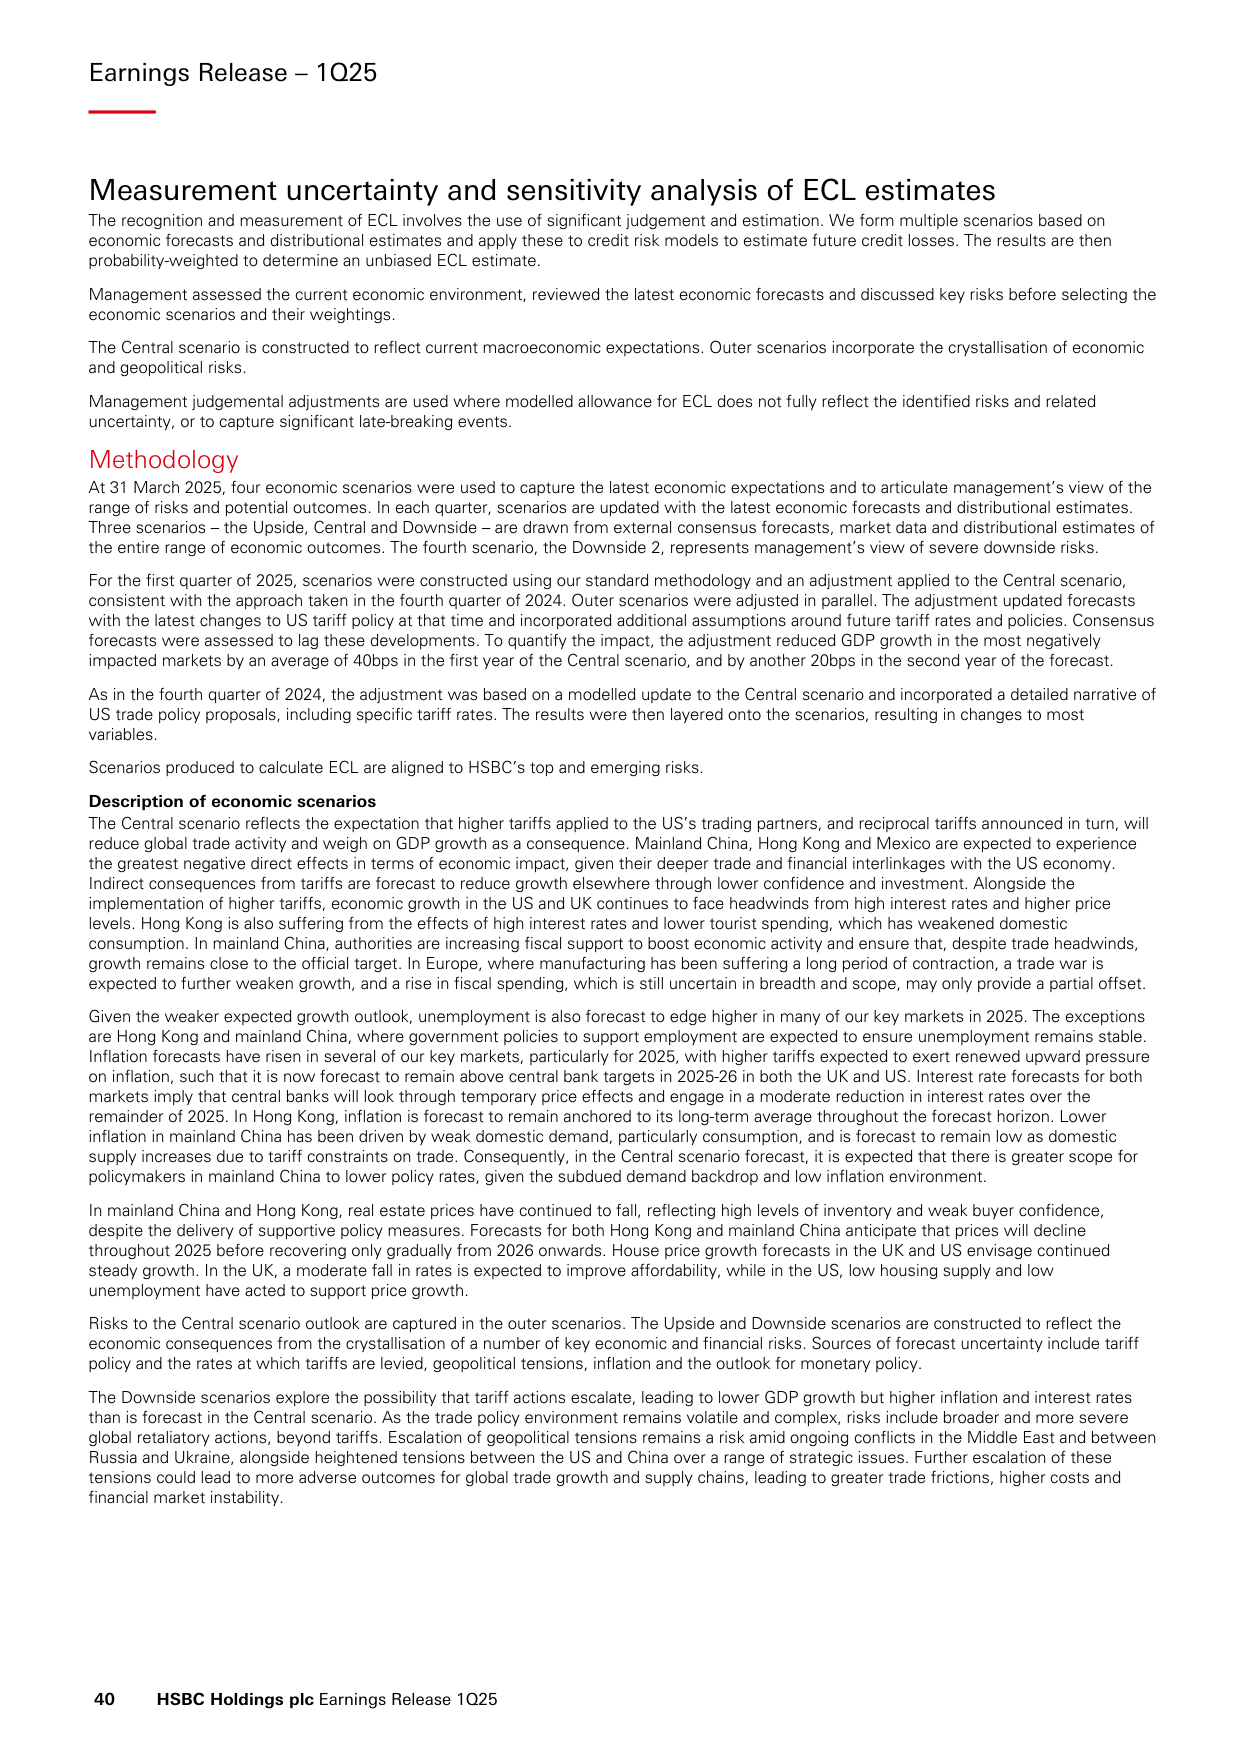 Earnings Release – 1Q25
Measurement uncertainty and sensitivity analysis of ECL estimates
The recognition and measurement of ECL involves the use of significant judgement and estimation. We form multiple scenarios based on
economic forecasts and distributional estimates and apply these to credit risk models to estimate future credit losses. The results are then
probability-weighted to determine an unbiased ECL estimate.
Management assessed the current economic environment, reviewed the latest economic forecasts and discussed key risks before selecting the
economic scenarios and their weightings.
The Central scenario is constructed to reflect current macroeconomic expectations. Outer scenarios incorporate the crystallisation of economic
and geopolitical risks.
Management judgemental adjustments are used where modelled allowance for ECL does not fully reflect the identified risks and related
uncertainty, or to capture significant late-breaking events.
Methodology
At 31 March 2025, four economic scenarios were used to capture the latest economic expectations and to articulate management’s view of the
range of risks and potential outcomes. In each quarter, scenarios are updated with the latest economic forecasts and distributional estimates.
Three scenarios – the Upside, Central and Downside – are drawn from external consensus forecasts, market data and distributional estimates of
the entire range of economic outcomes. The fourth scenario, the Downside 2, represents management’s view of severe downside risks.
For the first quarter of 2025, scenarios were constructed using our standard methodology and an adjustment applied to the Central scenario,
consistent with the approach taken in the fourth quarter of 2024. Outer scenarios were adjusted in parallel. The adjustment updated forecasts
with the latest changes to US tariff policy at that time and incorporated additional assumptions around future tariff rates and policies. Consensus
forecasts were assessed to lag these developments. To quantify the impact, the adjustment reduced GDP growth in the most negatively
impacted markets by an average of 40bps in the first year of the Central scenario, and by another 20bps in the second year of the forecast.
As in the fourth quarter of 2024, the adjustment was based on a modelled update to the Central scenario and incorporated a detailed narrative of
US trade policy proposals, including specific tariff rates. The results were then layered onto the scenarios, resulting in changes to most
variables.
Scenarios produced to calculate ECL are aligned to HSBC’s top and emerging risks.
Description of economic scenarios
The Central scenario reflects the expectation that higher tariffs applied to the US’s trading partners, and reciprocal tariffs announced in turn, will
reduce global trade activity and weigh on GDP growth as a consequence. Mainland China, Hong Kong and Mexico are expected to experience
the greatest negative direct effects in terms of economic impact, given their deeper trade and financial interlinkages with the US economy.
Indirect consequences from tariffs are forecast to reduce growth elsewhere through lower confidence and investment. Alongside the
implementation of higher tariffs, economic growth in the US and UK continues to face headwinds from high interest rates and higher price
levels. Hong Kong is also suffering from the effects of high interest rates and lower tourist spending, which has weakened domestic
consumption. In mainland China, authorities are increasing fiscal support to boost economic activity and ensure that, despite trade headwinds,
growth remains close to the official target. In Europe, where manufacturing has been suffering a long period of contraction, a trade war is
expected to further weaken growth, and a rise in fiscal spending, which is still uncertain in breadth and scope, may only provide a partial offset.
Given the weaker expected growth outlook, unemployment is also forecast to edge higher in many of our key markets in 2025. The exceptions
are Hong Kong and mainland China, where government policies to support employment are expected to ensure unemployment remains stable.
Inflation forecasts have risen in several of our key markets, particularly for 2025, with higher tariffs expected to exert renewed upward pressure
on inflation, such that it is now forecast to remain above central bank targets in 2025-26 in both the UK and US. Interest rate forecasts for both
markets imply that central banks will look through temporary price effects and engage in a moderate reduction in interest rates over the
remainder of 2025. In Hong Kong, inflation is forecast to remain anchored to its long-term average throughout the forecast horizon. Lower
inflation in mainland China has been driven by weak domestic demand, particularly consumption, and is forecast to remain low as domestic
supply increases due to tariff constraints on trade. Consequently, in the Central scenario forecast, it is expected that there is greater scope for
policymakers in mainland China to lower policy rates, given the subdued demand backdrop and low inflation environment.
In mainland China and Hong Kong, real estate prices have continued to fall, reflecting high levels of inventory and weak buyer confidence,
despite the delivery of supportive policy measures. Forecasts for both Hong Kong and mainland China anticipate that prices will decline
throughout 2025 before recovering only gradually from 2026 onwards. House price growth forecasts in the UK and US envisage continued
steady growth. In the UK, a moderate fall in rates is expected to improve affordability, while in the US, low housing supply and low
unemployment have acted to support price growth.
Risks to the Central scenario outlook are captured in the outer scenarios. The Upside and Downside scenarios are constructed to reflect the
economic consequences from the crystallisation of a number of key economic and financial risks. Sources of forecast uncertainty include tariff
policy and the rates at which tariffs are levied, geopolitical tensions, inflation and the outlook for monetary policy.
The Downside scenarios explore the possibility that tariff actions escalate, leading to lower GDP growth but higher inflation and interest rates
than is forecast in the Central scenario. As the trade policy environment remains volatile and complex, risks include broader and more severe
global retaliatory actions, beyond tariffs. Escalation of geopolitical tensions remains a risk amid ongoing conflicts in the Middle East and between
Russia and Ukraine, alongside heightened tensions between the US and China over a range of strategic issues. Further escalation of these
tensions could lead to more adverse outcomes for global trade growth and supply chains, leading to greater trade frictions, higher costs and
financial market instability.
40 HSBC Holdings plc Earnings Release 1Q25